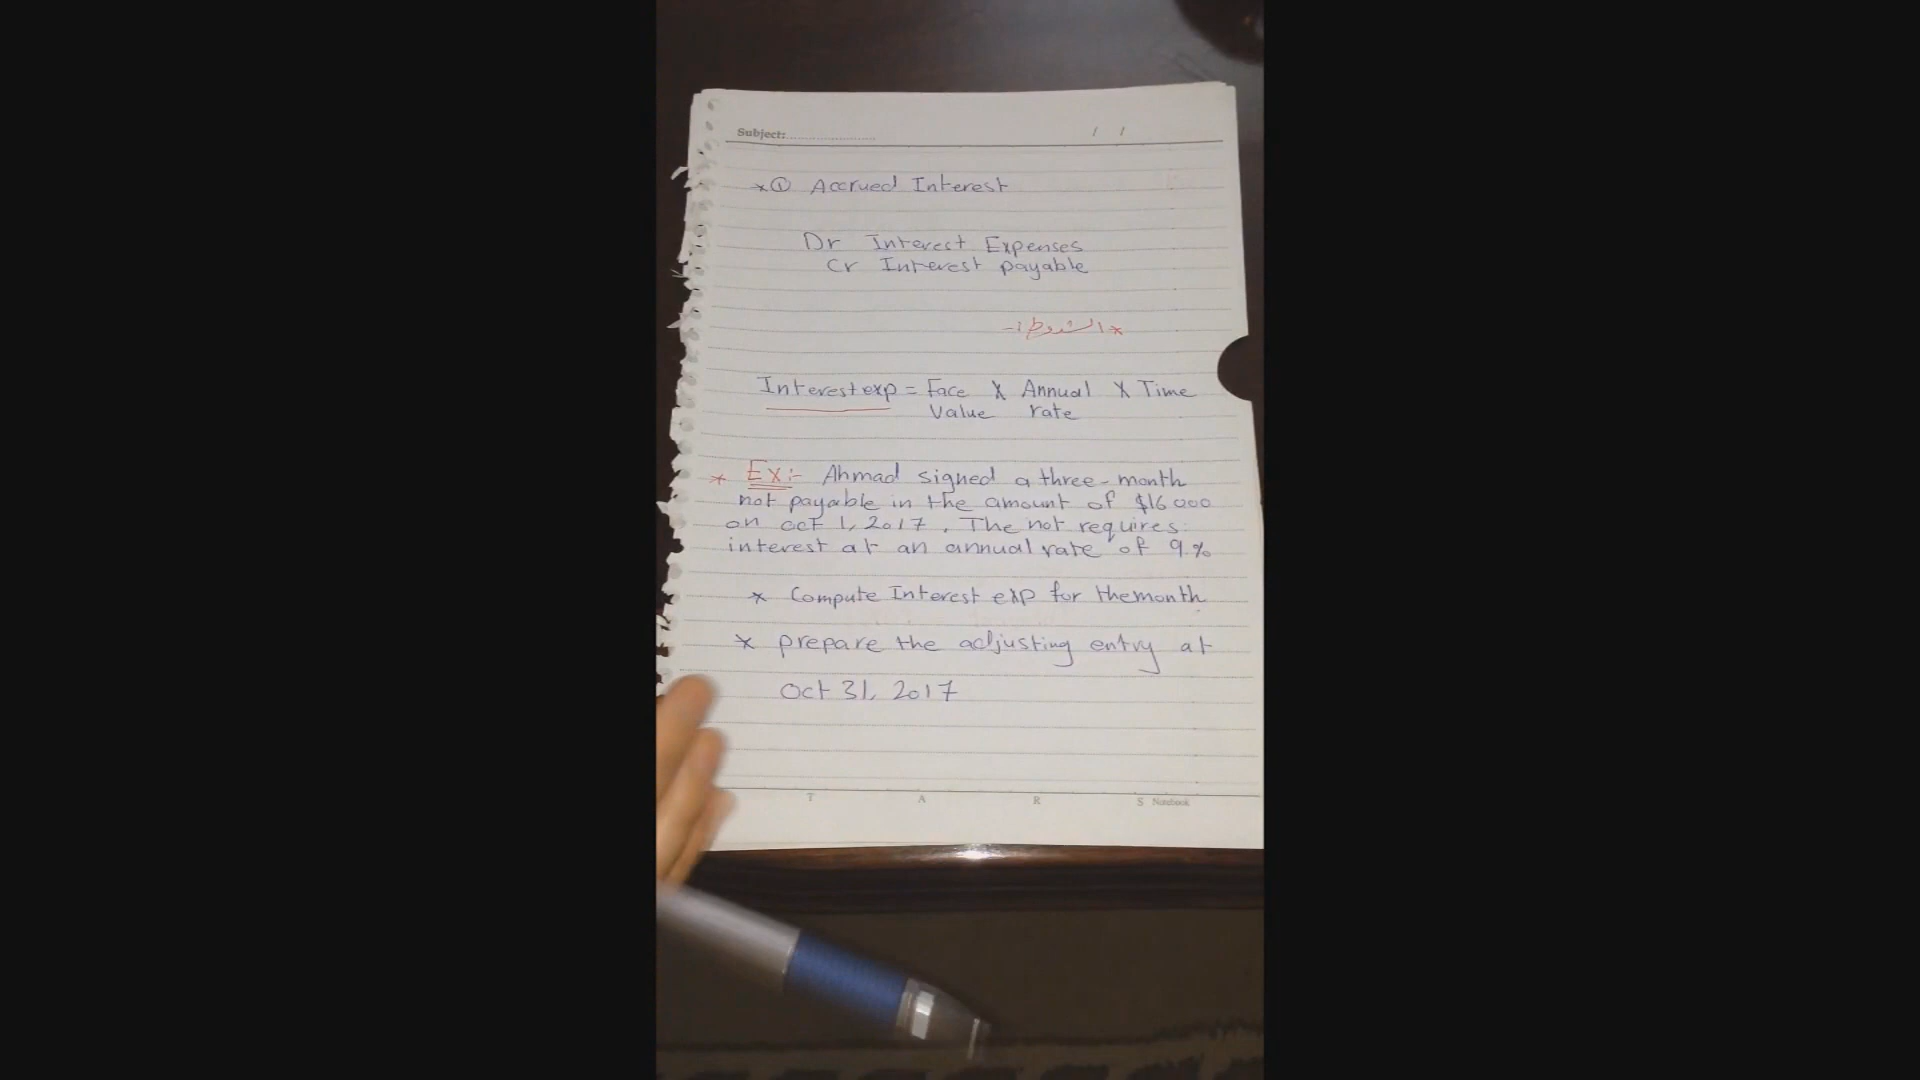 Subject:........................ / /
* ① Accrued Interest
Dr Interest Expenses
Cr Interest payable
* الشروط :-
Interest exp = Face X Annual X Time
Value rate
* Ex:- Ahmad signed a three-month
not payable in the amount of $16000
on oct 1, 2017. The not requires
interest at an annual rate of 9%
* Compute Interest exp for the month
* prepare the adjusting entry at
Oct 31, 2017
T A R S Notebook